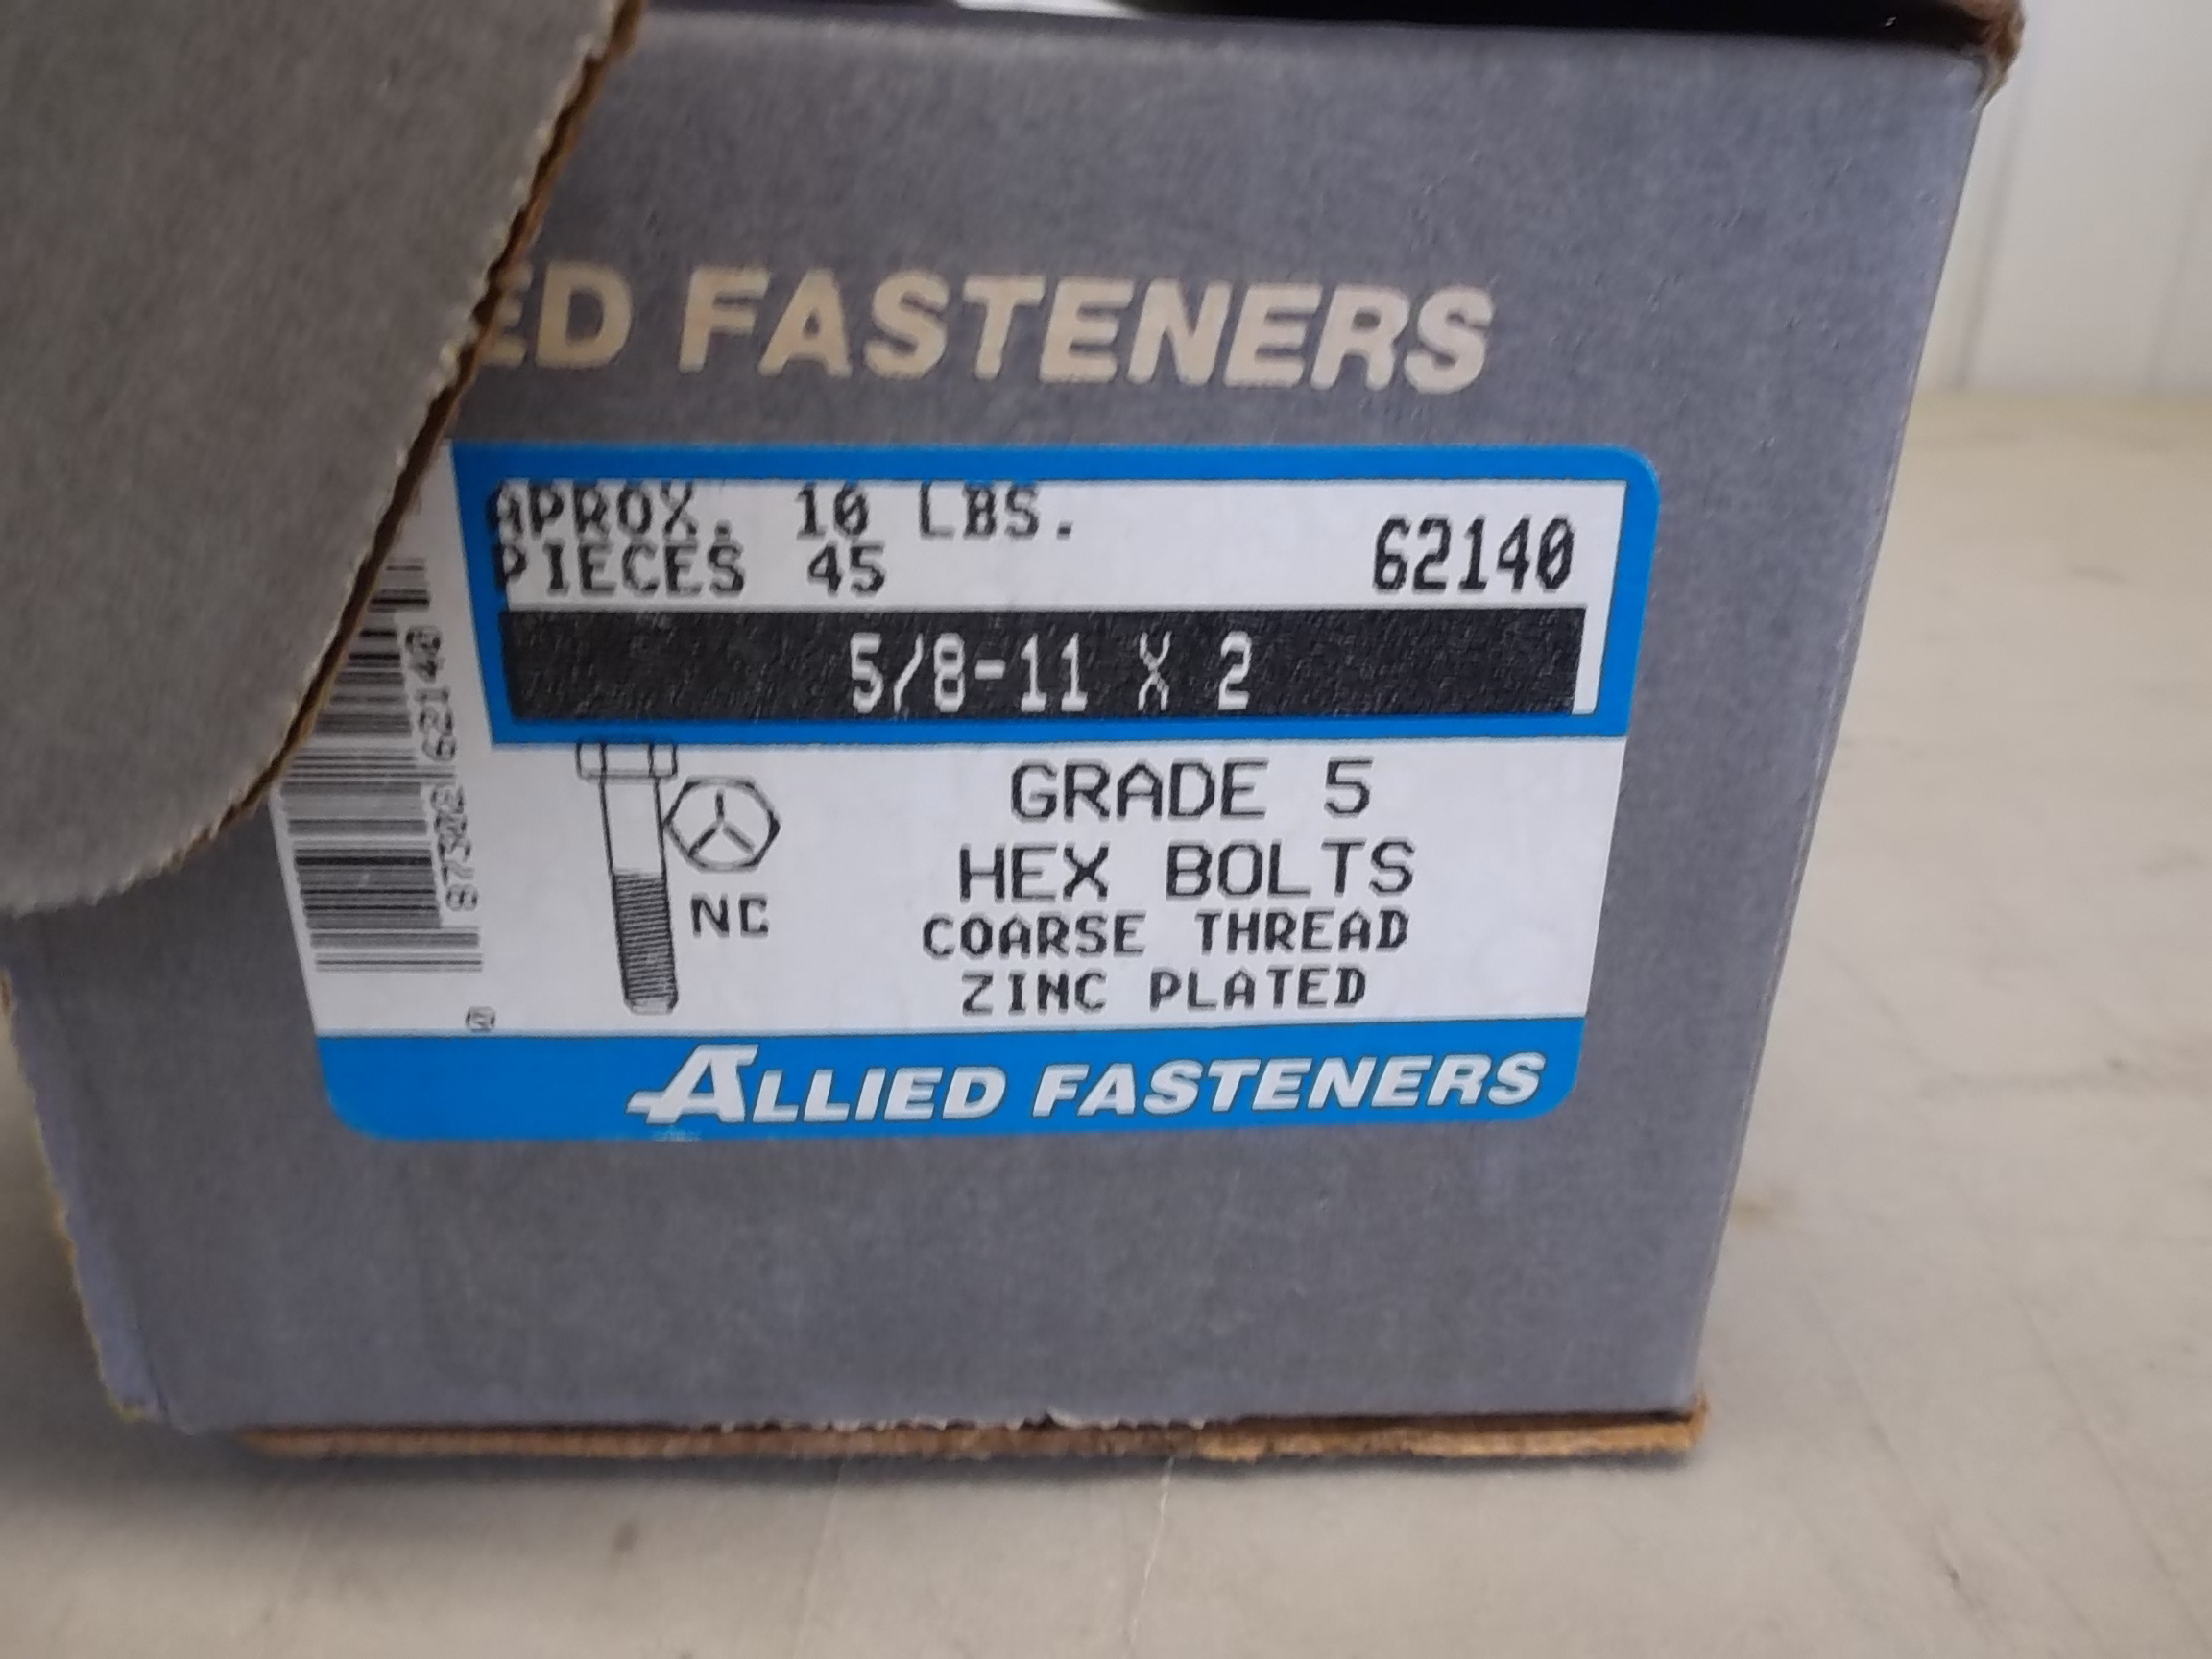 ED FASTENERS
APROX. 10 LBS.
PIECES 45
62140
5/8-11 X 2
GRADE 5
HEX BOLTS
COARSE THREAD
ZINC PLATED
NC
ALLIED FASTENERS